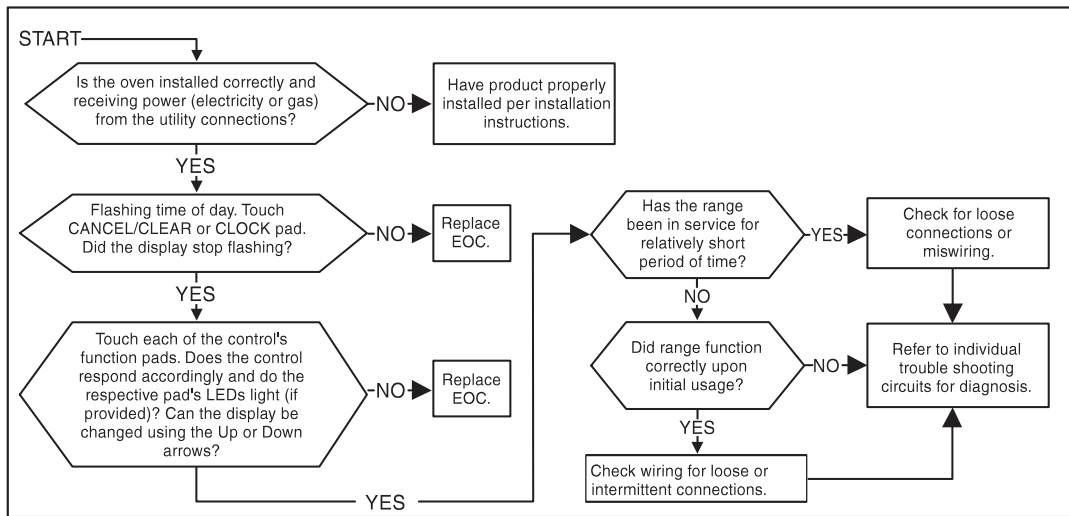 START
Is the oven installed correctly and
receiving power (electricity or gas)
from the utility connections?
NO
Have product properly
installed per installation
instructions.
YES
Flashing time of day. Touch
CANCEL/CLEAR or CLOCK pad.
Did the display stop flashing?
NO
Replace
EOC.
YES
Touch each of the control's
function pads. Does the control
respond accordingly and do the
respective pad's LEDs light (if
provided)? Can the display be
changed using the Up or Down
arrows?
NO
Replace
EOC.
YES
Has the range
been in service for
relatively short
period of time?
YES
Check for loose
connections or
miswiring.
NO
Did range function
correctly upon
initial usage?
NO
Refer to individual
trouble shooting
circuits for diagnosis.
YES
Check wiring for loose or
intermittent connections.